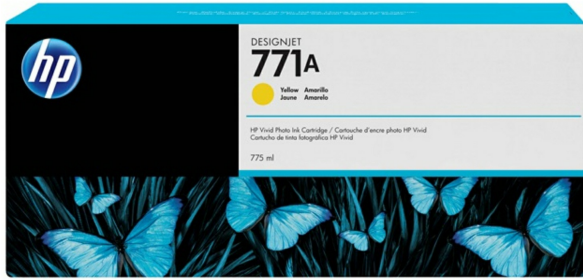 hp
DESIGNJET
771A
Yellow Amarillo
Jaune Amarelo
HP Vivid Photo Ink Cartridge / Cartouche d'encre photo HP Vivid
Cartucho de tinta fotográfica HP Vivid
775 ml